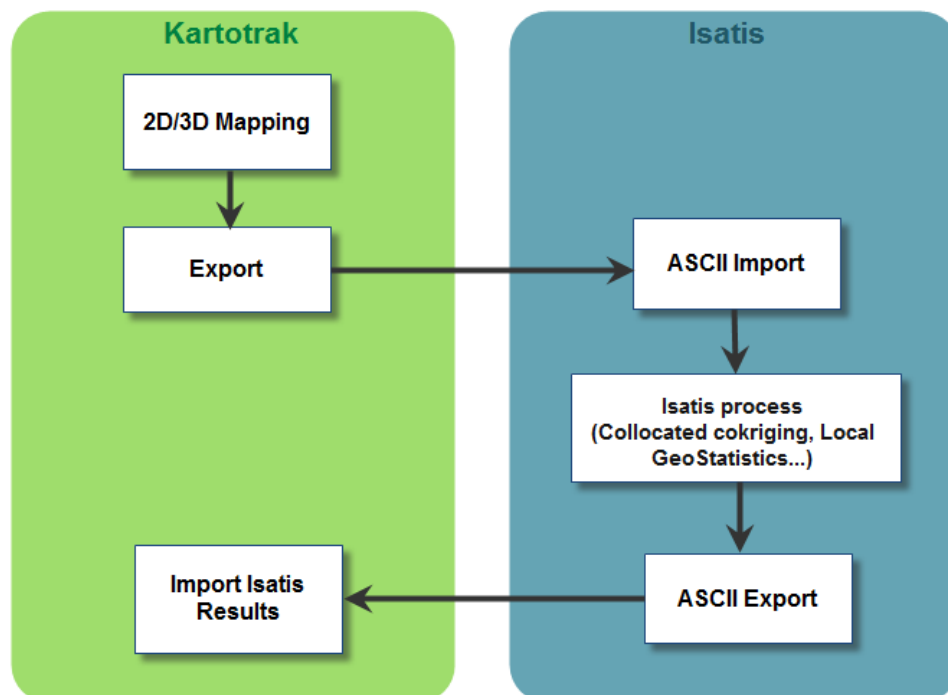 Kartotrak
2D/3D Mapping
Export
Import Isatis
Results
Isatis
ASCII Import
Isatis process
(Collocated cokriging, Local
GeoStatistics...)
ASCII Export